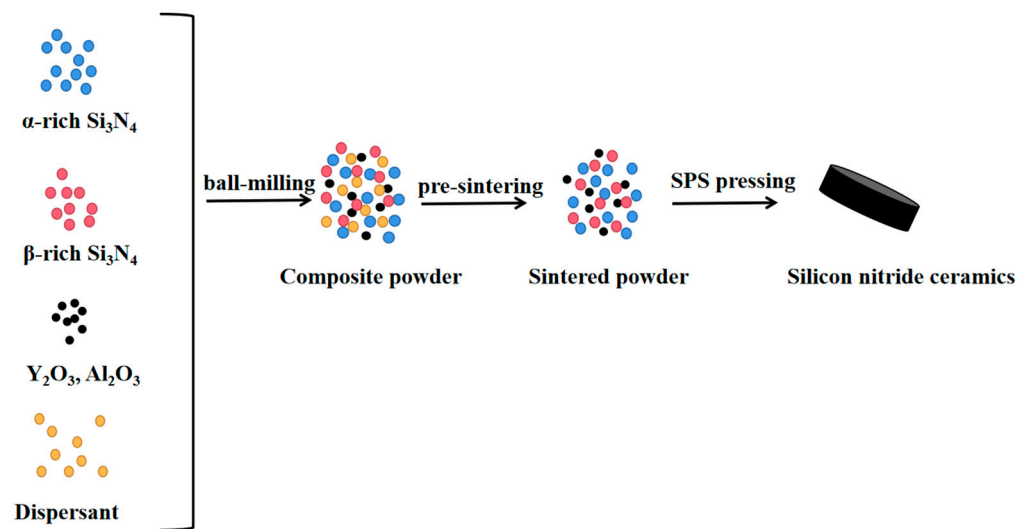 α-rich Si₃N₄
β-rich Si₃N₄
Y₂O₃, Al₂O₃
Dispersant
ball-milling
Composite powder
pre-sintering
Sintered powder
SPS pressing
Silicon nitride ceramics